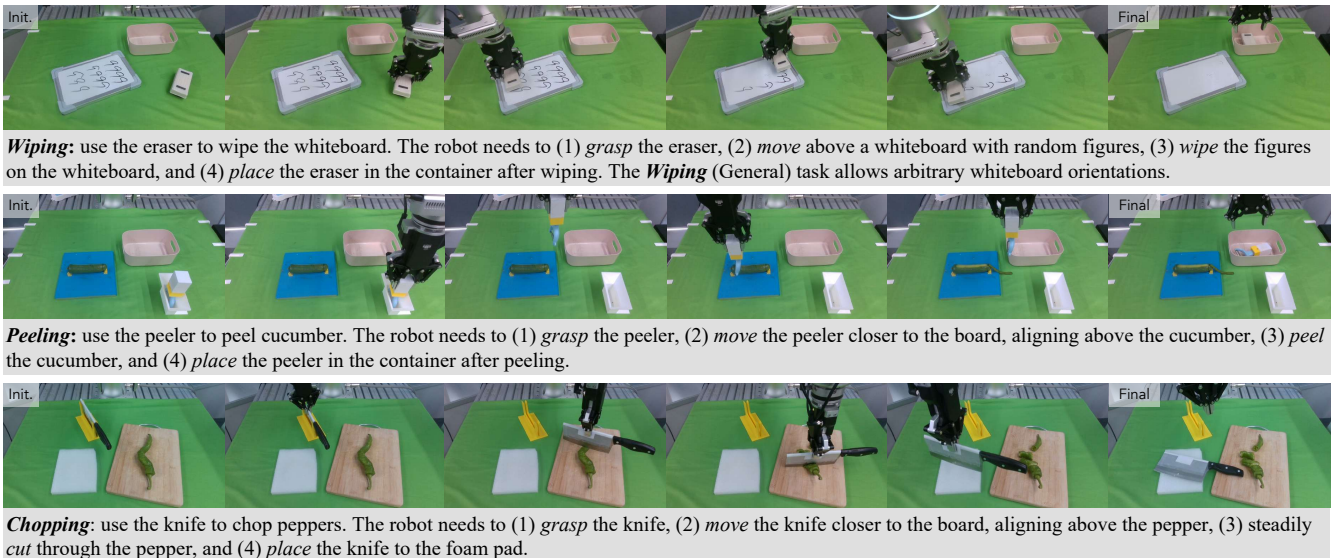 Init.
Final
Wiping: use the eraser to wipe the whiteboard. The robot needs to (1) grasp the eraser, (2) move above a whiteboard with random figures, (3) wipe the figures
on the whiteboard, and (4) place the eraser in the container after wiping. The Wiping (General) task allows arbitrary whiteboard orientations.
Init.
Final
Peeling: use the peeler to peel cucumber. The robot needs to (1) grasp the peeler, (2) move the peeler closer to the board, aligning above the cucumber, (3) peel
the cucumber, and (4) place the peeler in the container after peeling.
Init.
Final
Chopping: use the knife to chop peppers. The robot needs to (1) grasp the knife, (2) move the knife closer to the board, aligning above the pepper, (3) steadily
cut through the pepper, and (4) place the knife to the foam pad.